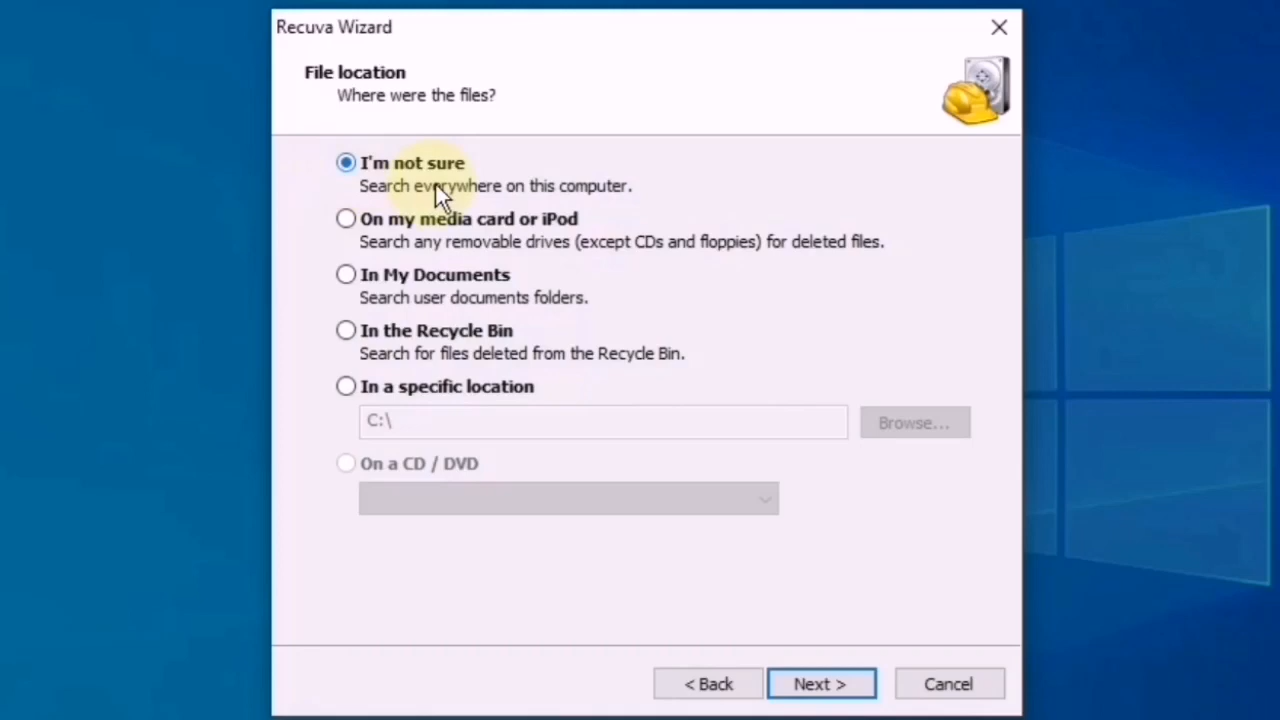 Recuva Wizard
File location
Where were the files?
I'm not sure
Search everywhere on this computer.
On my media card or iPod
Search any removable drives (except CDs and floppies) for deleted files.
In My Documents
Search user documents folders.
In the Recycle Bin
Search for files deleted from the Recycle Bin.
In a specific location
C:\
Browse...
On a CD / DVD
< Back
Next >
Cancel